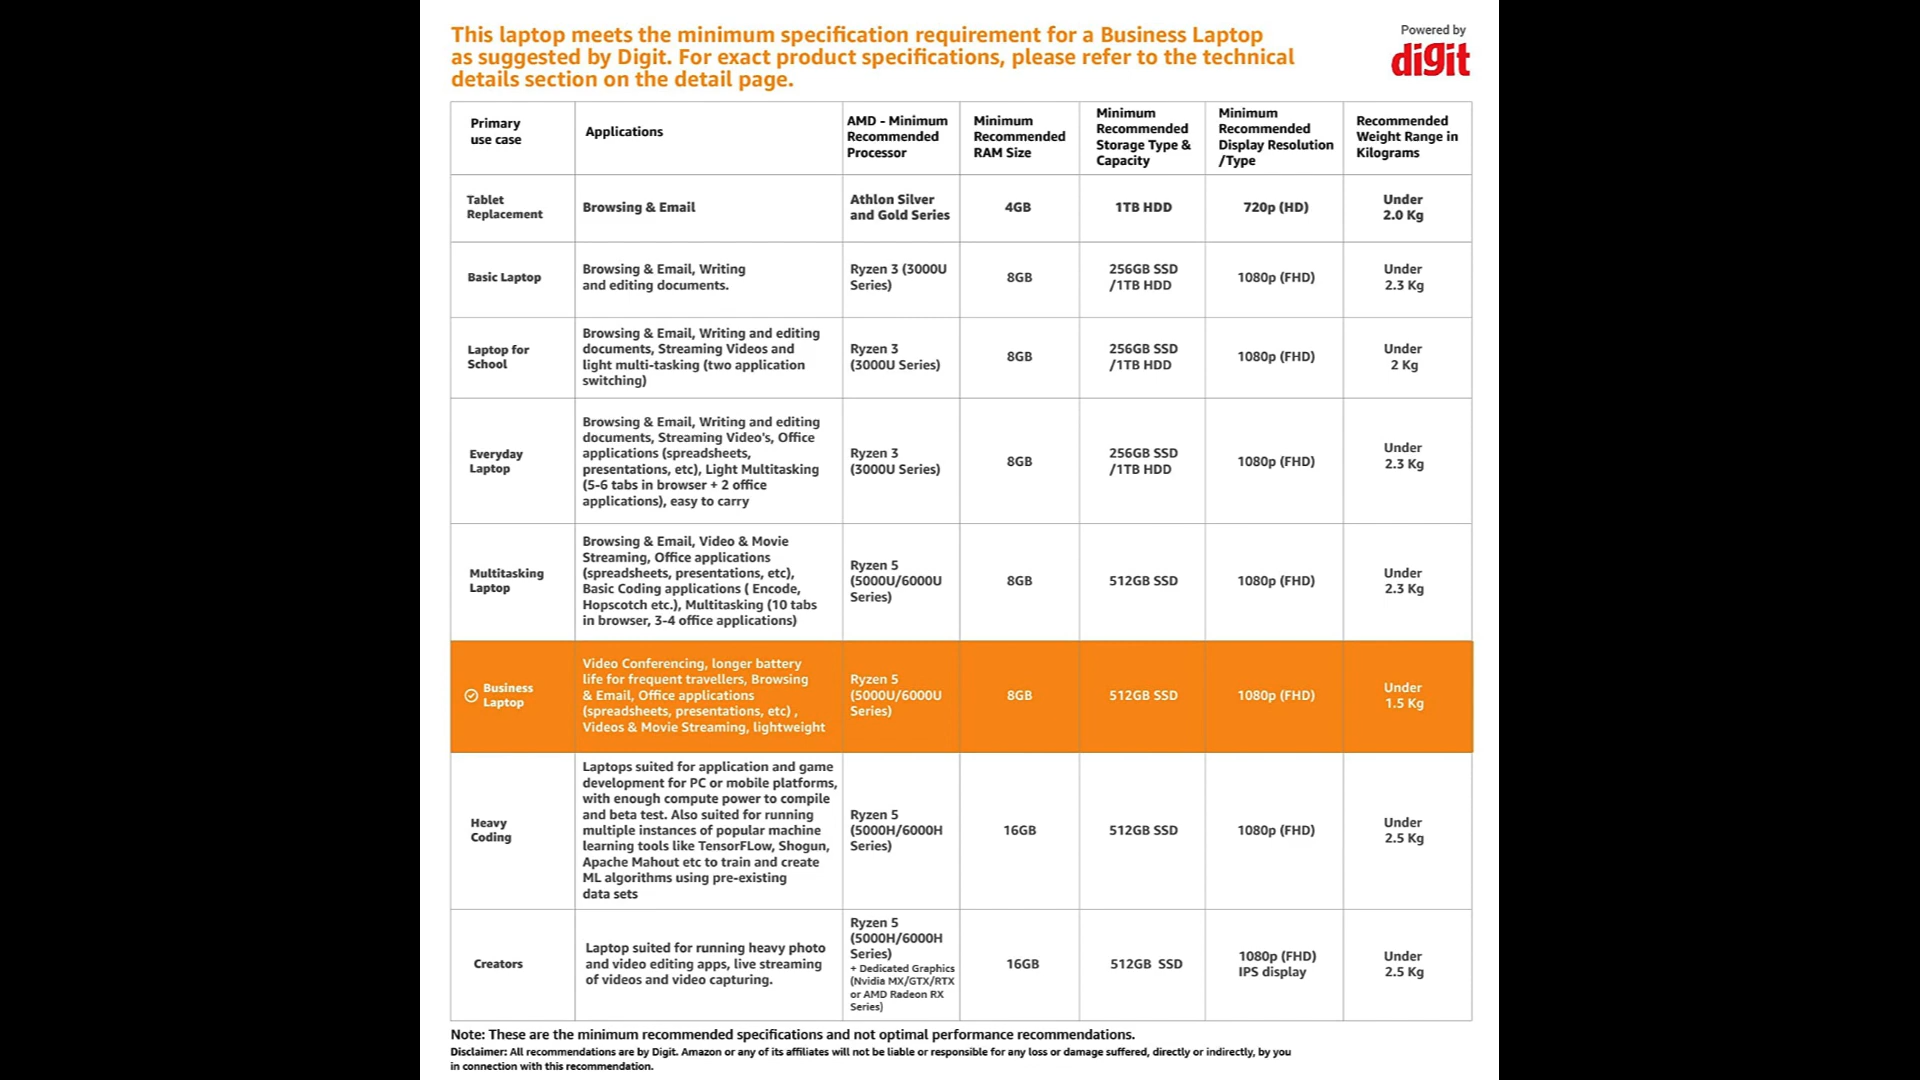 This laptop meets the minimum specification requirement for a Business Laptop
as suggested by Digit. For exact product specifications, please refer to the technical
details section on the detail page.
Powered by
digit
Primary
use case
Applications
AMD - Minimum
Recommended
Processor
Minimum
Recommended
RAM Size
Minimum
Recommended
Storage Type &
Capacity
Minimum
Recommended
Display Resolution
/Type
Recommended
Weight Range in
Kilograms
Tablet
Replacement
Browsing & Email
Athlon Silver
and Gold Series
4GB
1TB HDD
720p (HD)
Under
2.0 Kg
Basic Laptop
Browsing & Email, Writing
and editing documents.
Ryzen 3 (3000U
Series)
8GB
256GB SSD
/1TB HDD
1080p (FHD)
Under
2.3 Kg
Laptop for
School
Browsing & Email, Writing and editing
documents, Streaming Videos and
light multi-tasking (two application
switching)
Ryzen 3
(3000U Series)
8GB
256GB SSD
/1TB HDD
1080p (FHD)
Under
2 Kg
Everyday
Laptop
Browsing & Email, Writing and editing
documents, Streaming Video's, Office
applications (spreadsheets,
presentations, etc), Light Multitasking
(5-6 tabs in browser + 2 office
applications), easy to carry
Ryzen 3
(3000U Series)
8GB
256GB SSD
/1TB HDD
1080p (FHD)
Under
2.3 Kg
Multitasking
Laptop
Browsing & Email, Video & Movie
Streaming, Office applications
(spreadsheets, presentations, etc),
Basic Coding applications ( Encode,
Hopscotch etc.), Multitasking (10 tabs
in browser, 3-4 office applications)
Ryzen 5
(5000U/6000U
Series)
8GB
512GB SSD
1080p (FHD)
Under
2.3 Kg
Business
Laptop
Video Conferencing, longer battery
life for frequent travellers, Browsing
& Email, Office applications
(spreadsheets, presentations, etc) ,
Videos & Movie Streaming, lightweight
Ryzen 5
(5000U/6000U
Series)
8GB
512GB SSD
1080p (FHD)
Under
1.5 Kg
Heavy
Coding
Laptops suited for application and game
development for PC or mobile platforms,
with enough compute power to compile
and beta test. Also suited for running
multiple instances of popular machine
learning tools like TensorFLow, Shogun,
Apache Mahout etc to train and create
ML algorithms using pre-existing
data sets
Ryzen 5
(5000H/6000H
Series)
16GB
512GB SSD
1080p (FHD)
Under
2.5 Kg
Creators
Laptop suited for running heavy photo
and video editing apps, live streaming
of videos and video capturing.
Ryzen 5
(5000H/6000H
Series)
+ Dedicated Graphics
(Nvidia MX/GTX/RTX
or AMD Radeon RX
Series)
16GB
512GB SSD
1080p (FHD)
IPS display
Under
2.5 Kg
Note: These are the minimum recommended specifications and not optimal performance recommendations.
Disclaimer: All recommendations are by Digit. Amazon or any of its affiliates will not be liable or responsible for any loss or damage suffered, directly or indirectly, by you
in connection with this recommendation.